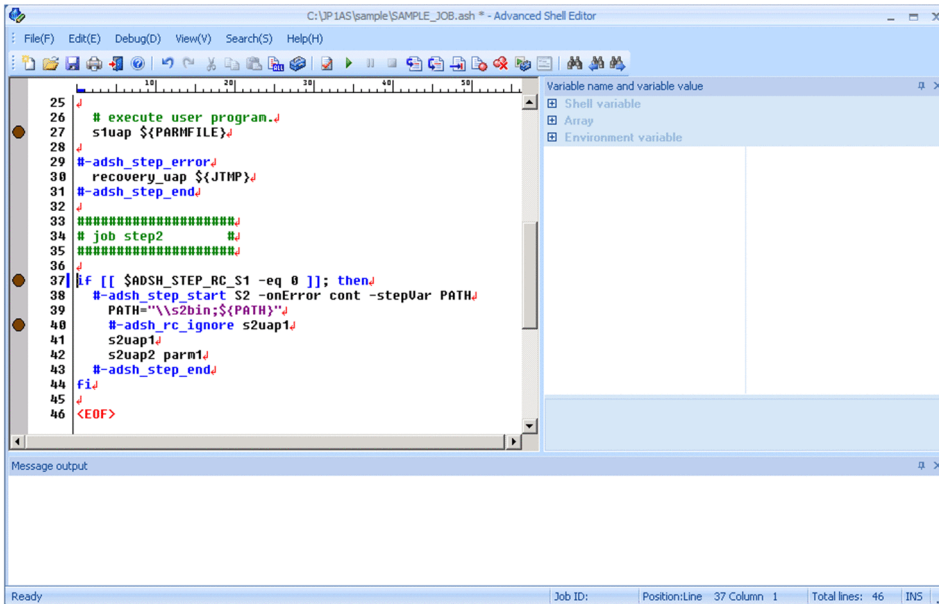 C:\JP1AS\sample\SAMPLE_JOB.ash * - Advanced Shell Editor
File(F) Edit(E) Debug(D) View(V) Search(S) Help(H)
10 20 30 40 50
25
26 # execute user program.
27 s1uap ${PARMFILE}
28
29 #-adsh_step_error
30 recovery_uap ${JTMP}
31 #-adsh_step_end
32
33 ####################
34 # job step2 #
35 ####################
36
37 if [[ $ADSH_STEP_RC_S1 -eq 0 ]]; then
38 #-adsh_step_start S2 -onError cont -stepVar PATH
39 PATH="\\s2bin;${PATH}"
40 #-adsh_rc_ignore s2uap1
41 s2uap1
42 s2uap2 parm1
43 #-adsh_step_end
44 fi
45
46 <EOF>
Variable name and variable value
Shell variable
Array
Environment variable
Message output
Ready Job ID: Position:Line 37 Column 1 Total lines: 46 INS